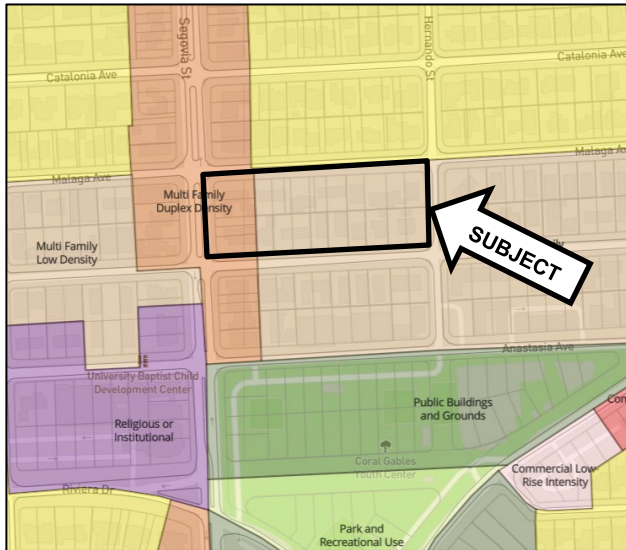 Segovia St
Hernando St
Catalonia Ave
Catalonia Ave
Malaga Ave
Malaga Ave
Multi Family
Duplex Density
Multi Family
Low Density
SUBJECT
Anastasia Ave
University Baptist Child
Development Center
Religious or
Institutional
Public Buildings
and Grounds
Coral Gables
Youth Center
Commercial Low-
Rise Intensity
Riviera Dr
Park and
Recreational Use